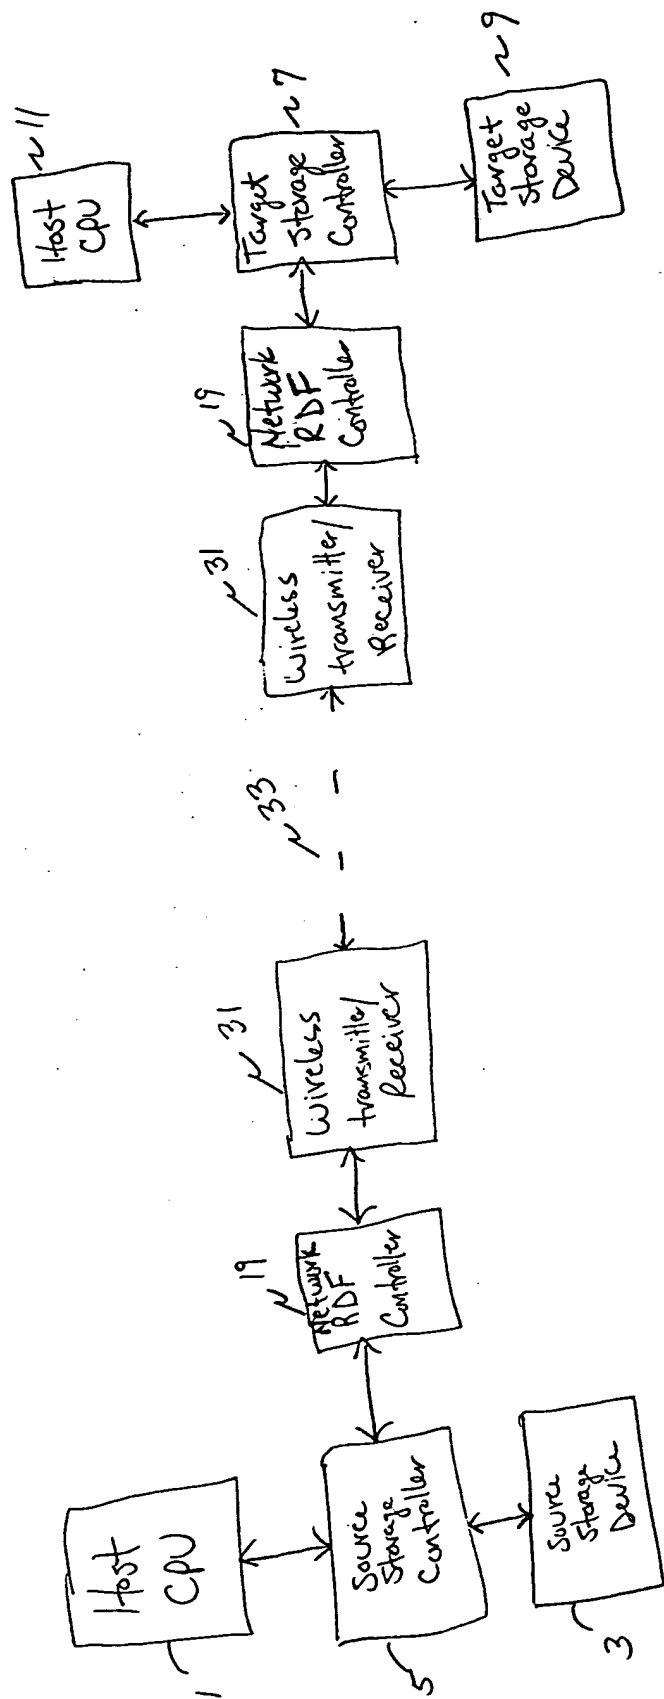 Host
CPU
1
Source
Storage
Controller
5
Source
Storage
Device
3
19
Network
RDF
Controller
31
Wireless
transmitter/
Receiver
33
31
Wireless
transmitter/
Receiver
19
Network
RDF
Controller
Host
CPU
11
Target
Storage
Controller
7
Target
Storage
Device
9